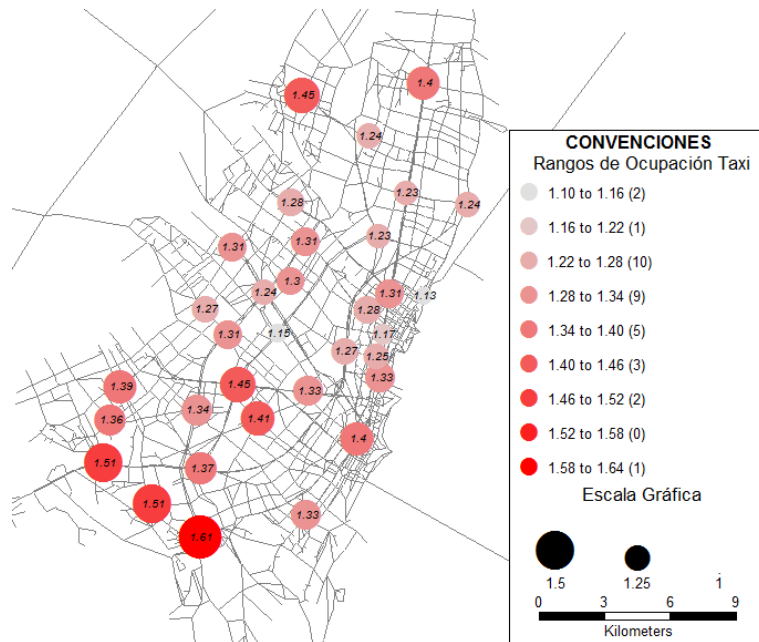 1.45
1.4
1.24
1.23
1.24
1.28
1.23
1.31
1.31
1.3
1.24
1.31
1.13
1.27
1.28
1.31
1.15
1.17
1.27
1.25
1.33
1.39
1.45
1.33
1.34
1.36
1.41
1.4
1.51
1.37
1.51
1.33
1.61
CONVENCIONES
Rangos de Ocupación Taxi
1.10 to 1.16 (2)
1.16 to 1.22 (1)
1.22 to 1.28 (10)
1.28 to 1.34 (9)
1.34 to 1.40 (5)
1.40 to 1.46 (3)
1.46 to 1.52 (2)
1.52 to 1.58 (0)
1.58 to 1.64 (1)
Escala Gráfica
1.5 1.25 1
0 3 6 9
Kilometers